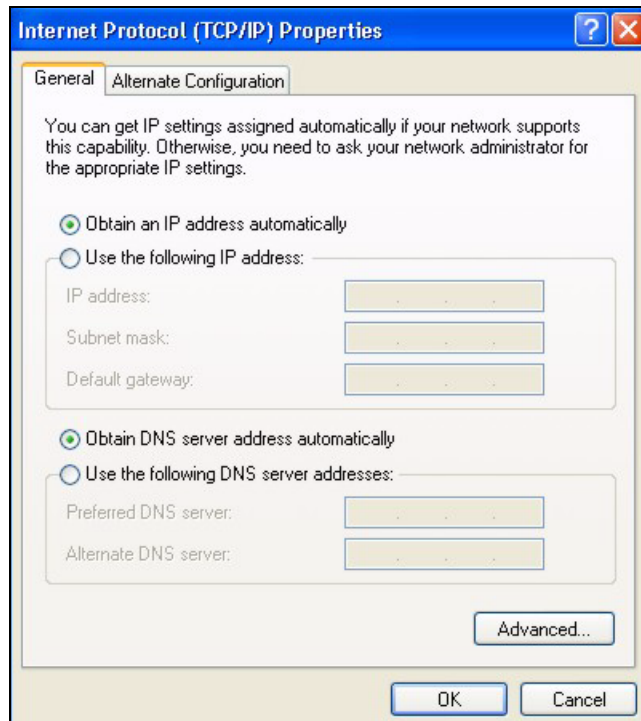 Internet Protocol (TCP/IP) Properties
General
Alternate Configuration
You can get IP settings assigned automatically if your network supports
this capability. Otherwise, you need to ask your network administrator for
the appropriate IP settings.
Obtain an IP address automatically
Use the following IP address:
IP address:
Subnet mask:
Default gateway:
Obtain DNS server address automatically
Use the following DNS server addresses:
Preferred DNS server:
Alternate DNS server:
Advanced...
OK
Cancel